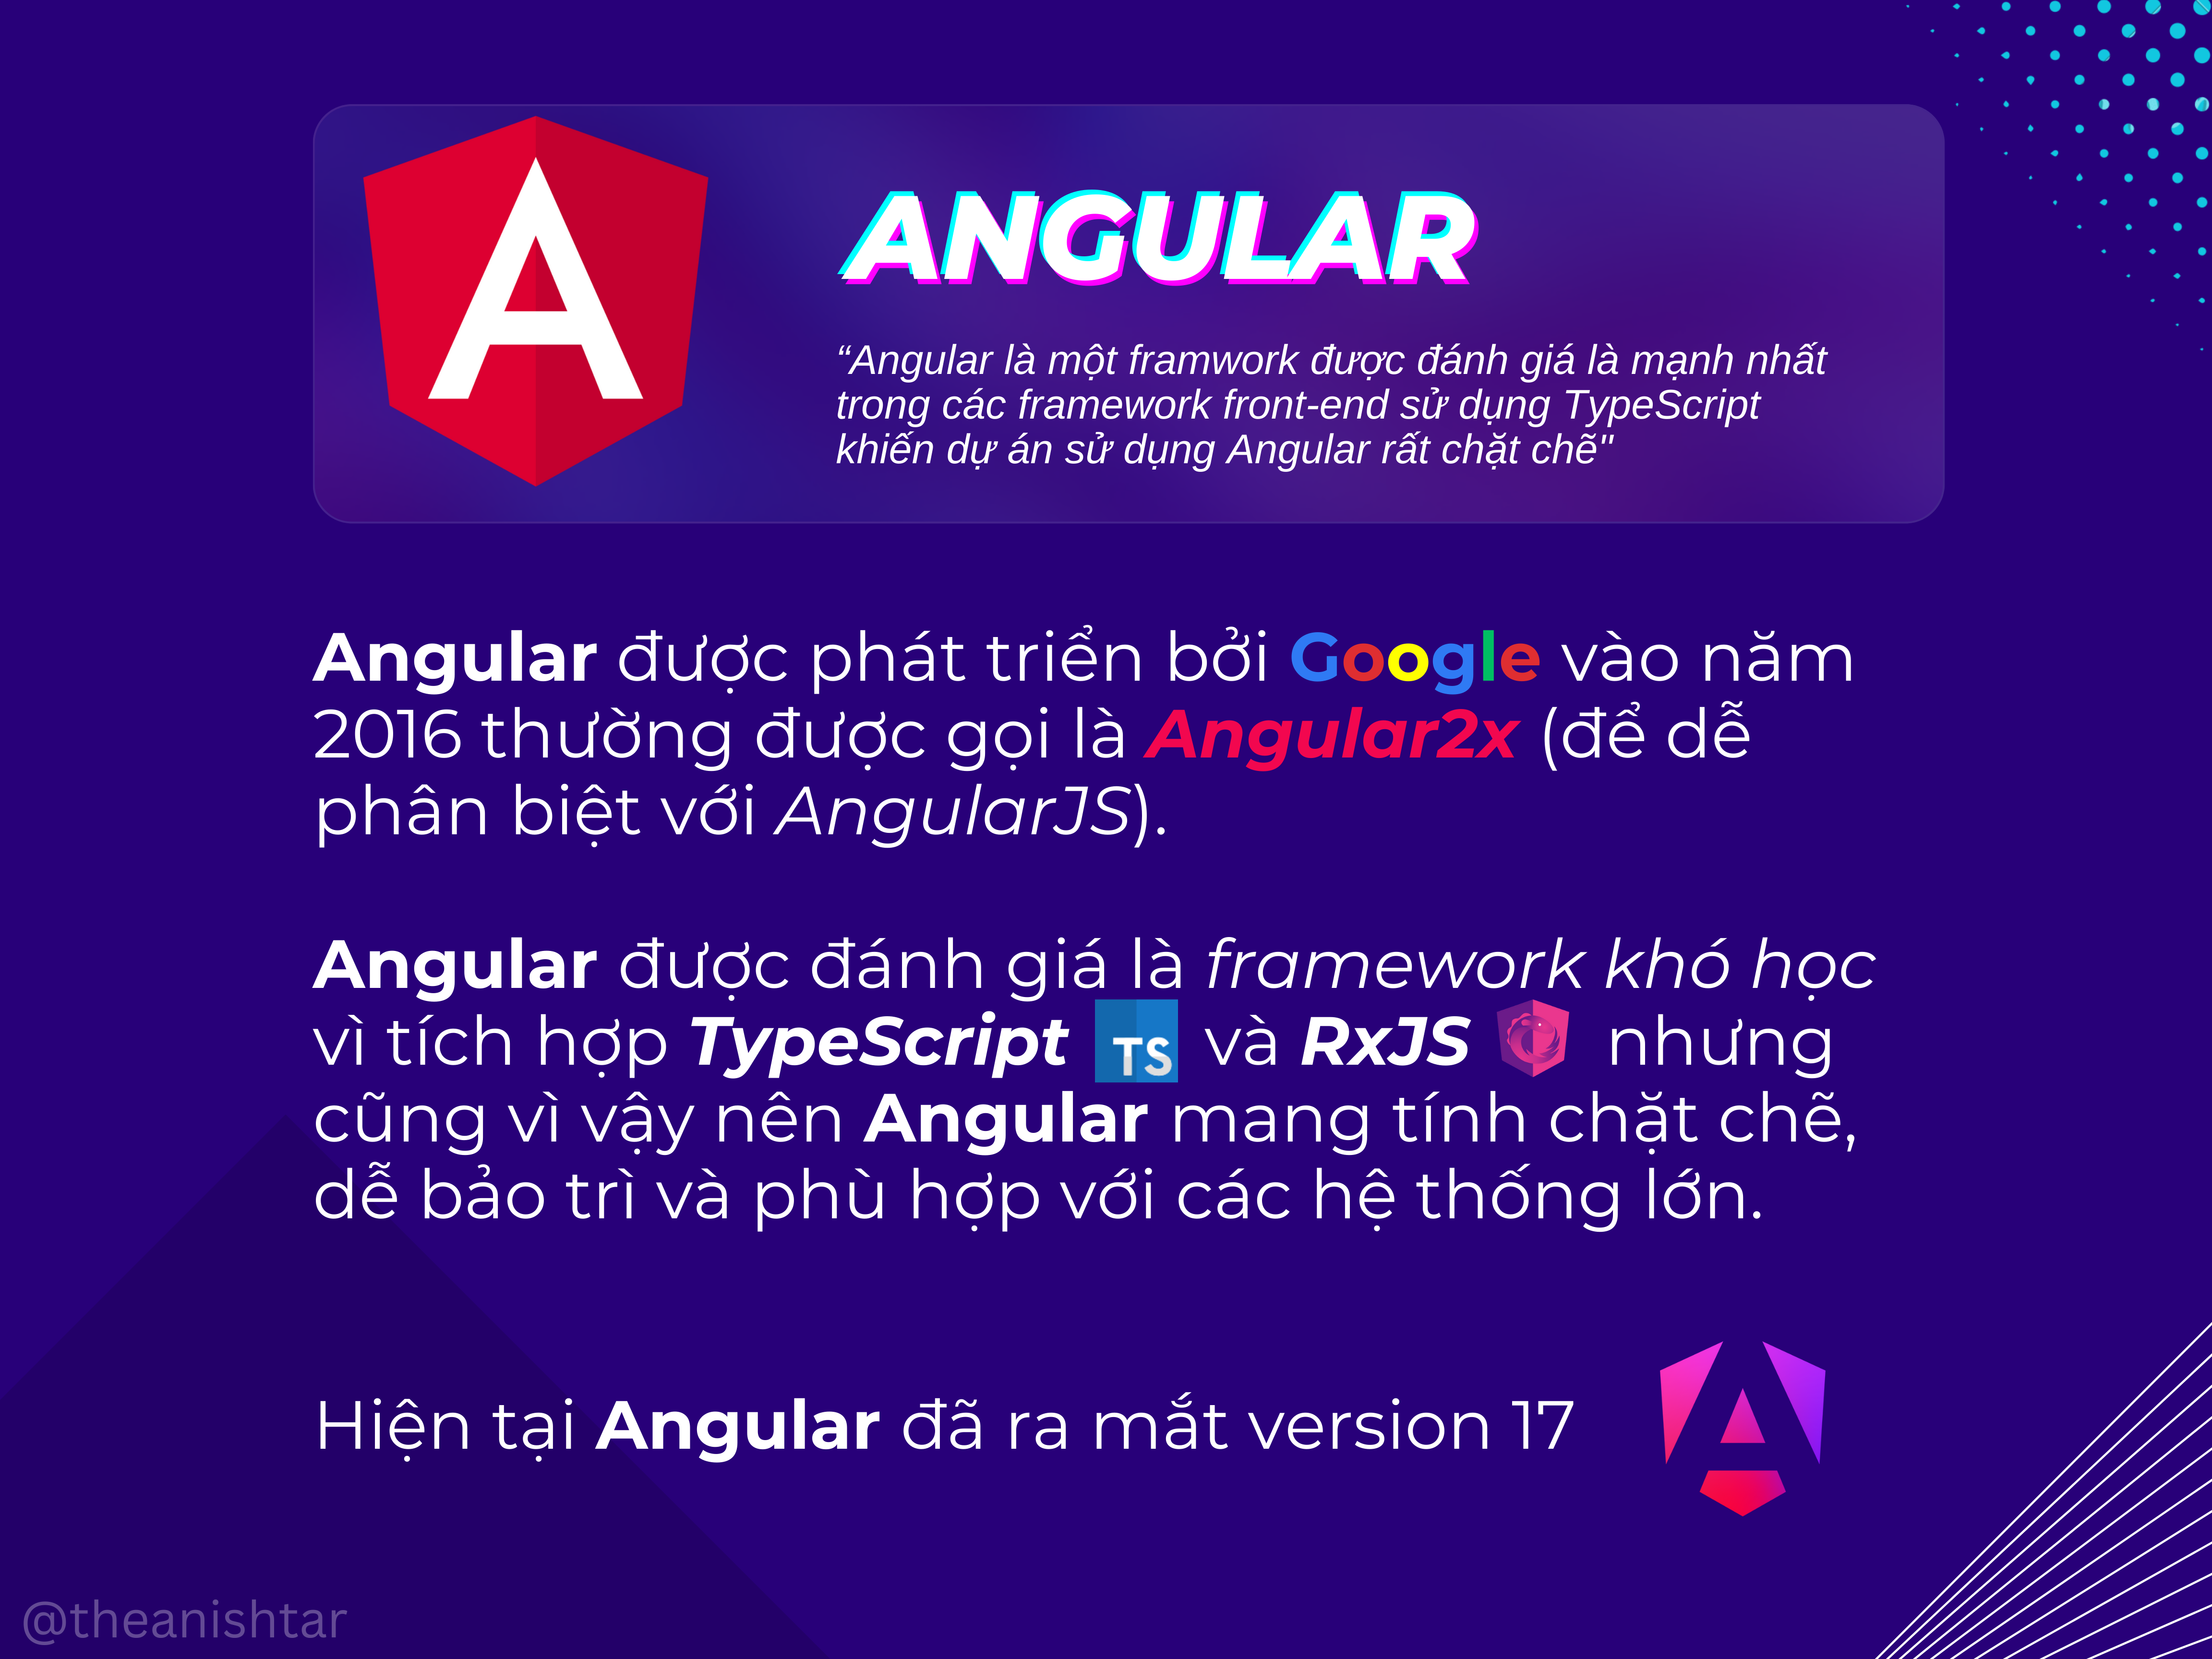 ANGULAR
“Angular là một framwork được đánh giá là mạnh nhất
trong các framework front-end sử dụng TypeScript
khiến dự án sử dụng Angular rất chặt chẽ"
Angular được phát triển bởi Google vào năm
2016 thường được gọi là Angular2x (để dễ
phân biệt với AngularJS).
Angular được đánh giá là framework khó học
vì tích hợp TypeScript TS và RxJS nhưng
cũng vì vậy nên Angular mang tính chặt chẽ,
dễ bảo trì và phù hợp với các hệ thống lớn.
Hiện tại Angular đã ra mắt version 17
@theanishtar